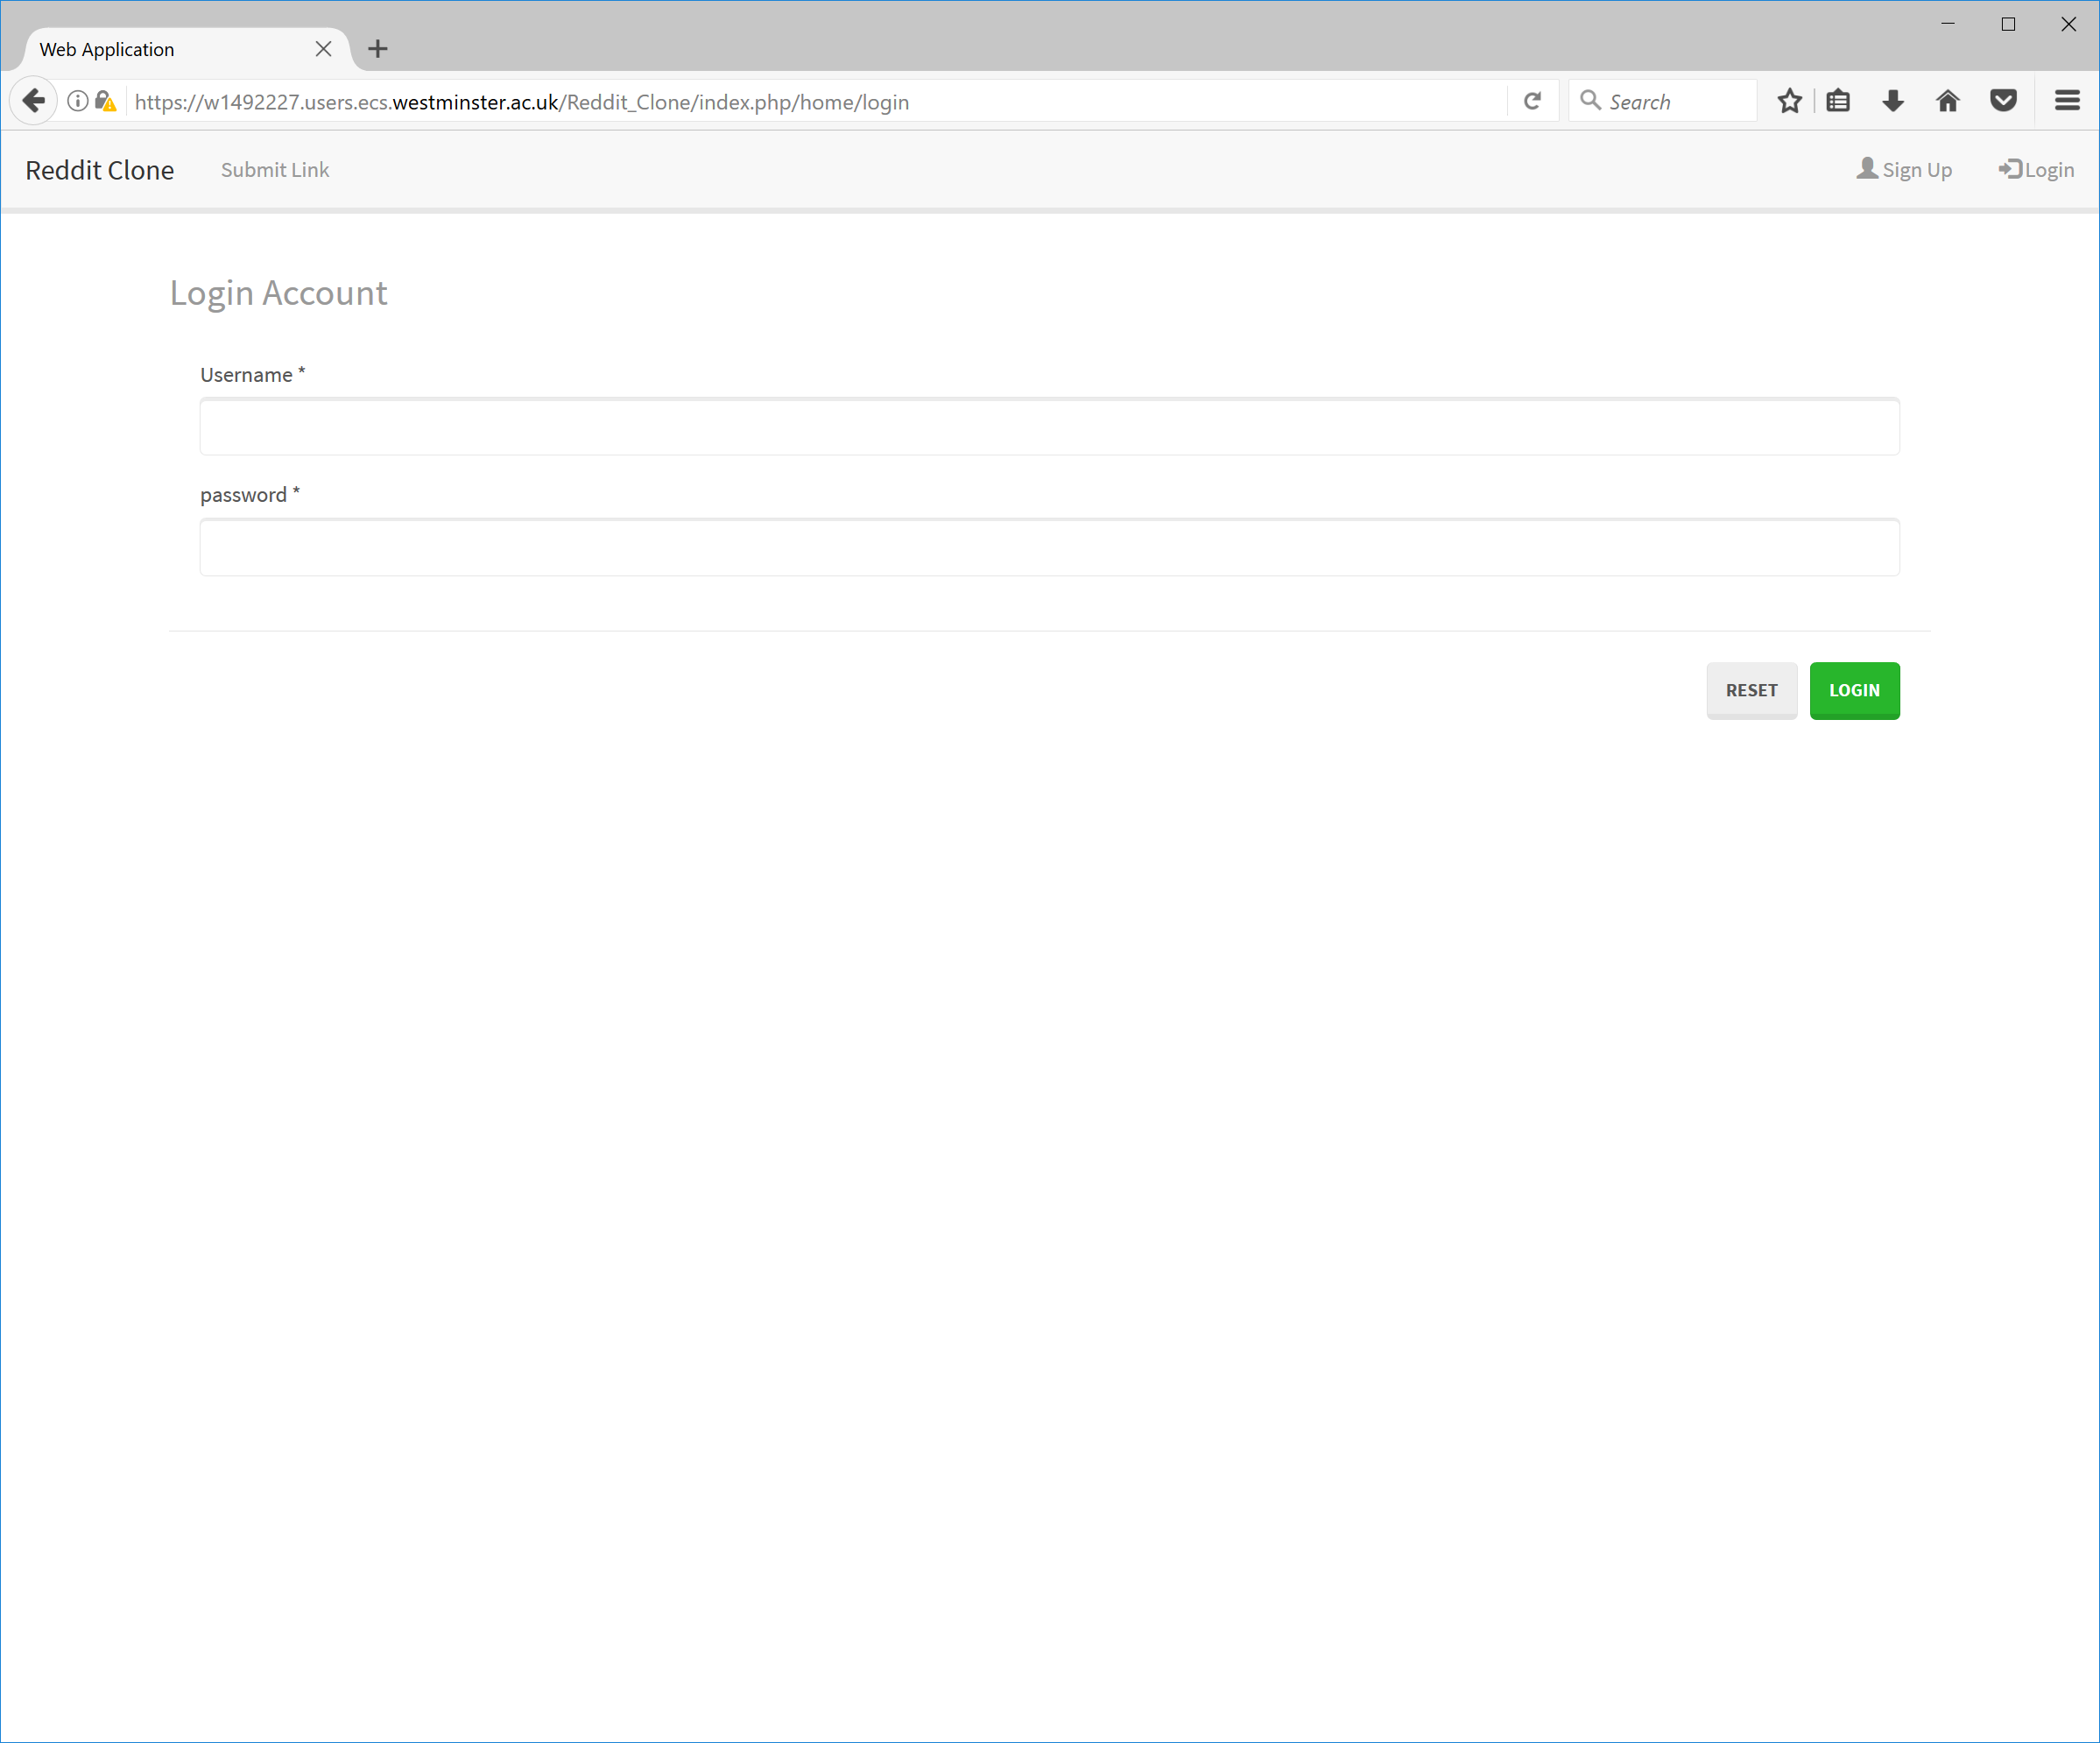 Web Application
https://w1492227.users.ecs.westminster.ac.uk/Reddit_Clone/index.php/home/login
Search
Reddit Clone Submit Link Sign Up Login
Login Account
Username *
password *
RESET LOGIN